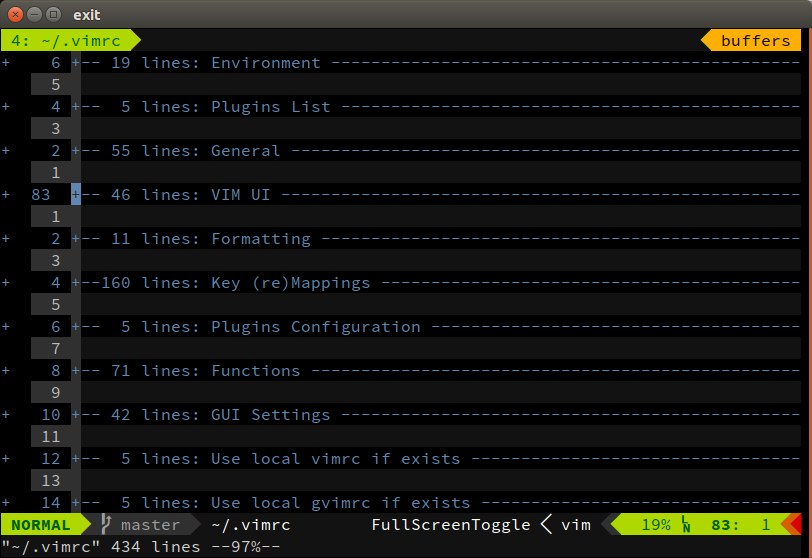 exit
4: ~/.vimrc buffers
+ 6 +-- 19 lines: Environment ------------------------------------------------
5
+ 4 +--  5 lines: Plugins List -----------------------------------------------
3
+ 2 +-- 55 lines: General ----------------------------------------------------
1
+ 83 +-- 46 lines: VIM UI -----------------------------------------------------
1
+ 2 +-- 11 lines: Formatting -------------------------------------------------
3
+ 4 +--160 lines: Key (re)Mappings -------------------------------------------
5
+ 6 +--  5 lines: Plugins Configuration --------------------------------------
7
+ 8 +-- 71 lines: Functions --------------------------------------------------
9
+ 10 +-- 42 lines: GUI Settings -----------------------------------------------
11
+ 12 +--  5 lines: Use local vimrc if exists ----------------------------------
13
+ 14 +--  5 lines: Use local gvimrc if exists ---------------------------------
NORMAL master ~/.vimrc FullScreenToggle < vim 19% LN 83: 1
"~/.vimrc" 434 lines --97%--